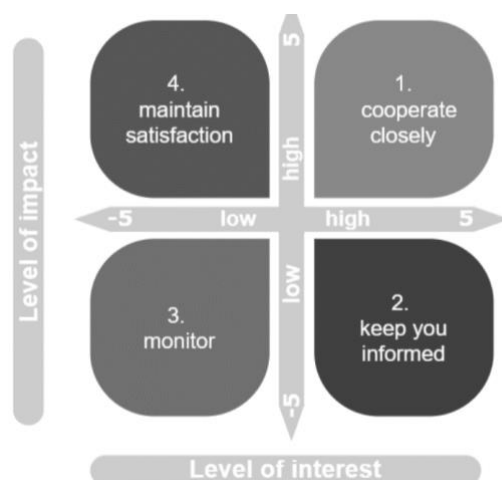 4.
maintain
satisfaction
1.
cooperate
closely
5
high
Level of impact
-5
low
high
5
low
-5
3.
monitor
2.
keep you
informed
Level of interest